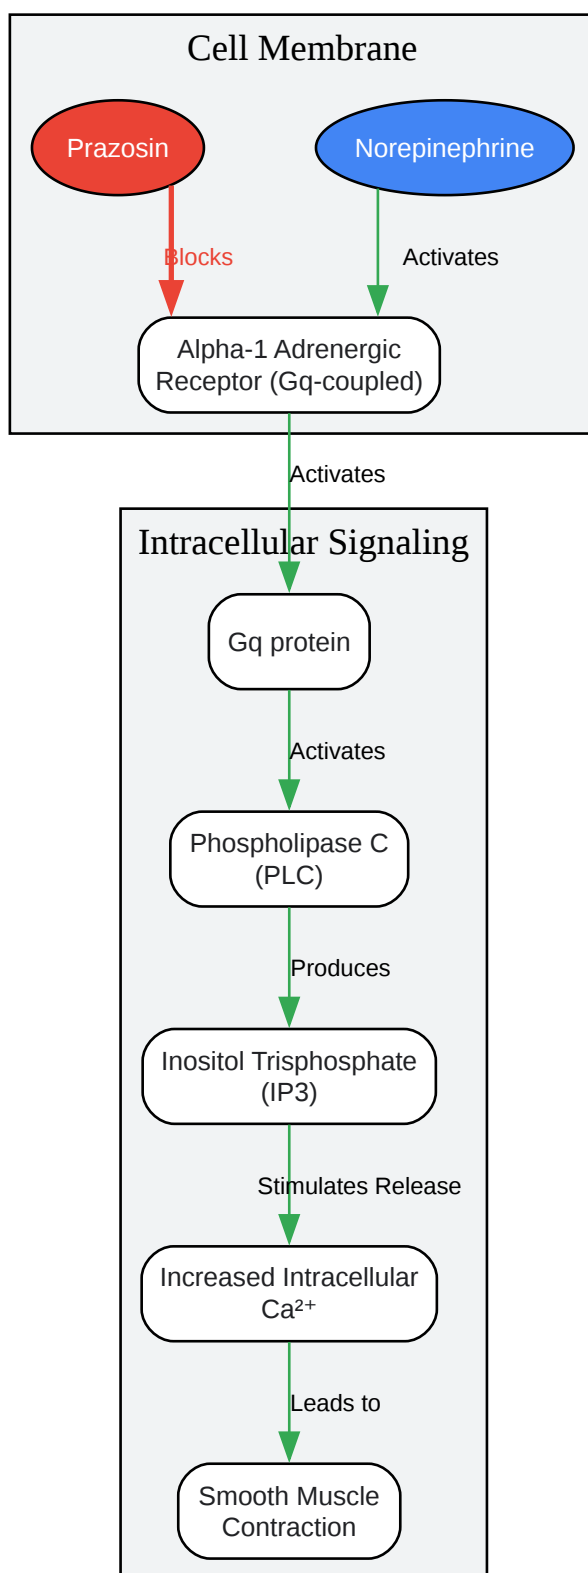 Cell Membrane
Prazosin
Norepinephrine
Blocks
Activates
Alpha-1 Adrenergic
Receptor (Gq-coupled)
Activates
Intracellular Signaling
Gq protein
Activates
Phospholipase C
(PLC)
Produces
Inositol Trisphosphate
(IP3)
Stimulates Release
Increased Intracellular
Ca²⁺
Leads to
Smooth Muscle
Contraction